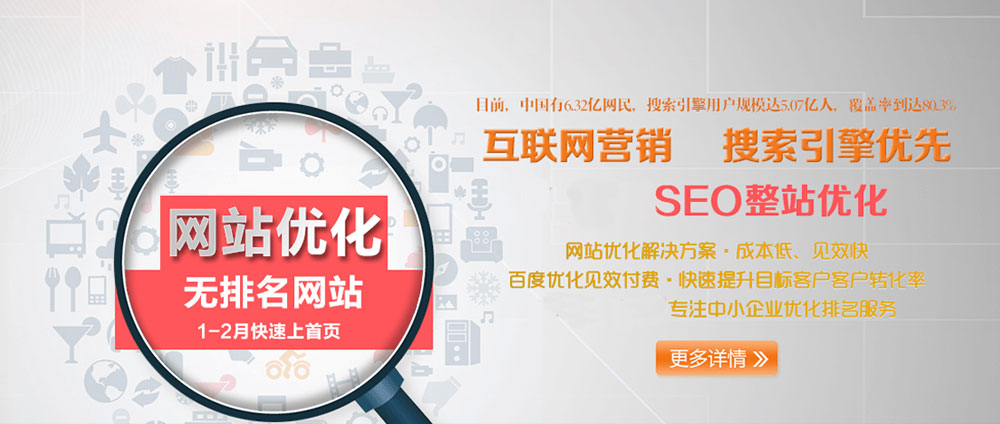 目前，中国有6.32亿网民，搜索引擎用户规模达5.07亿人，覆盖率到达80.3%
互联网营销 搜索引擎优先
SEO整站优化
网站优化解决方案·成本低、见效快
百度优化见效付费·快速提升目标客户客户转化率
专注中小企业优化排名服务
更多详情 »
网站优化
无排名网站
1-2月快速上首页